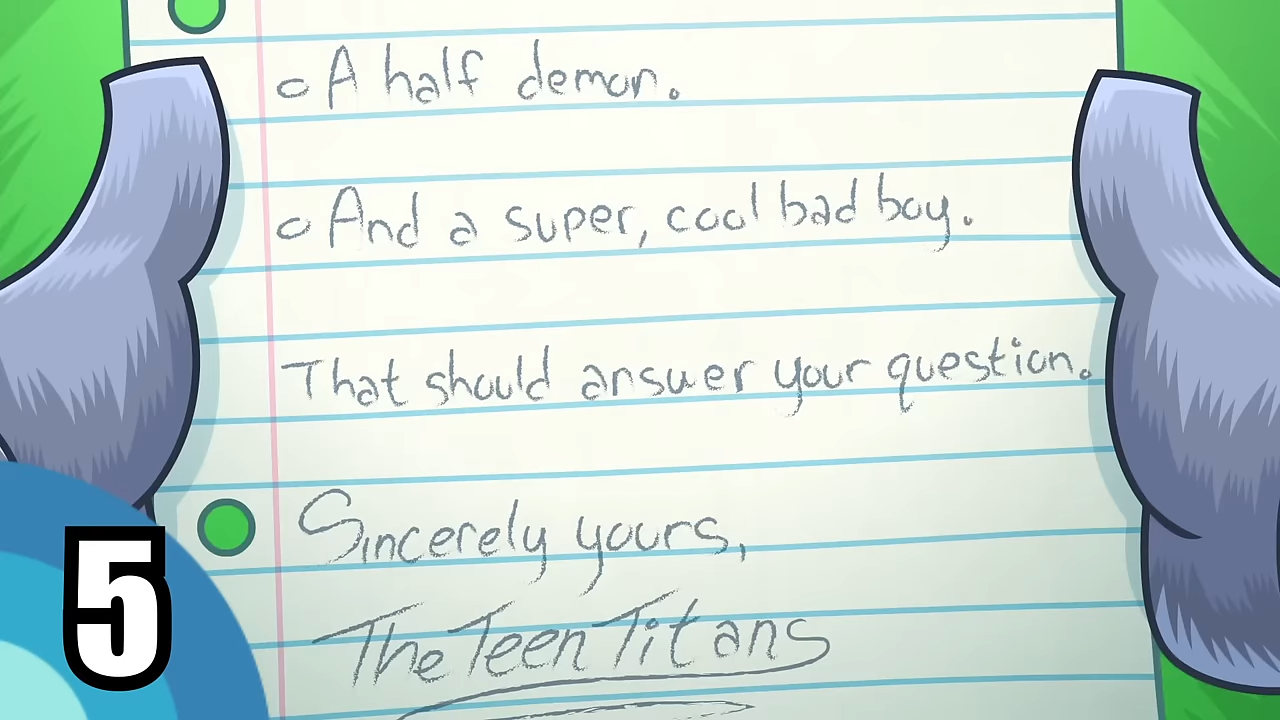 ○ A half demon.
○ And a super, cool bad boy.
That should answer your question.
Sincerely yours,
The Teen Titans
5